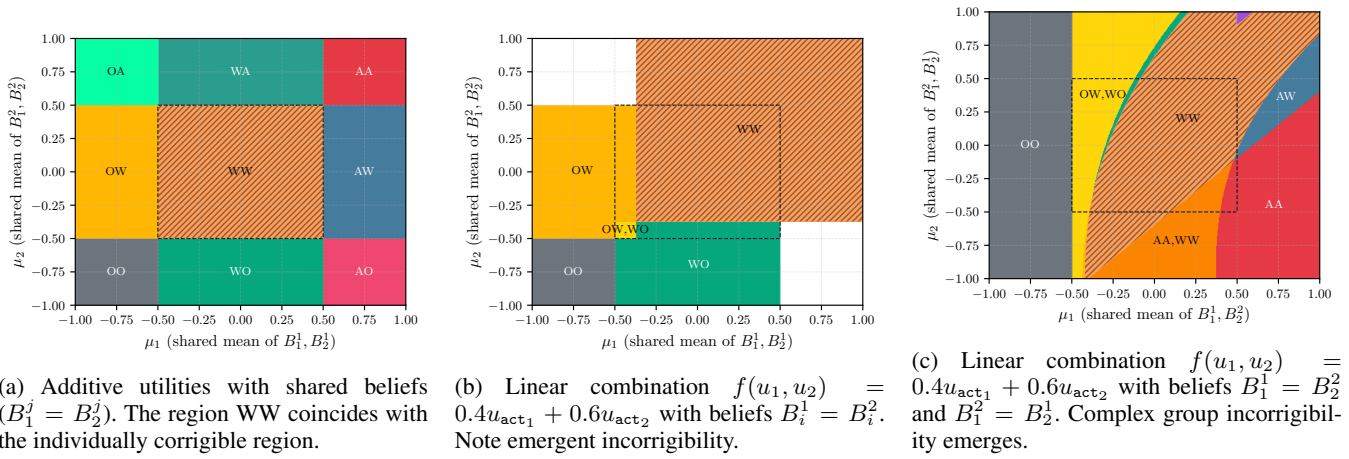 1.00
0.75
0.50
0.25
0.00
−0.25
−0.50
−0.75
−1.00
μ2 (shared mean of B₁², B₂²)
OA
WA
AA
OW
WW
AW
OO
WO
AO
−1.00 −0.75 −0.50 −0.25 0.00 0.25 0.50 0.75 1.00
μ1 (shared mean of B₁¹, B₂¹)
(a) Additive utilities with shared beliefs
(B₁ʲ = B₂ʲ). The region WW coincides with
the individually corrigible region.
1.00
0.75
0.50
0.25
0.00
−0.25
−0.50
−0.75
−1.00
μ2 (shared mean of B₁², B₂²)
WW
OW
OW,WO
OO
WO
−1.00 −0.75 −0.50 −0.25 0.00 0.25 0.50 0.75 1.00
μ1 (shared mean of B₁¹, B₂¹)
(b) Linear combination f(u₁, u₂) =
0.4u_act₁ + 0.6u_act₂ with beliefs Bᵢ¹ = Bᵢ².
Note emergent incorrigibility.
1.00
0.75
0.50
0.25
0.00
−0.25
−0.50
−0.75
−1.00
μ2 (shared mean of B₁², B₂¹)
OW,WO
AW
WW
OO
AA
AA,WW
−1.00 −0.75 −0.50 −0.25 0.00 0.25 0.50 0.75 1.00
μ1 (shared mean of B₁¹, B₂²)
(c) Linear combination f(u₁, u₂) =
0.4u_act₁ + 0.6u_act₂ with beliefs B₁¹ = B₂²
and B₁² = B₂¹. Complex group incorrigibil-
ity emerges.